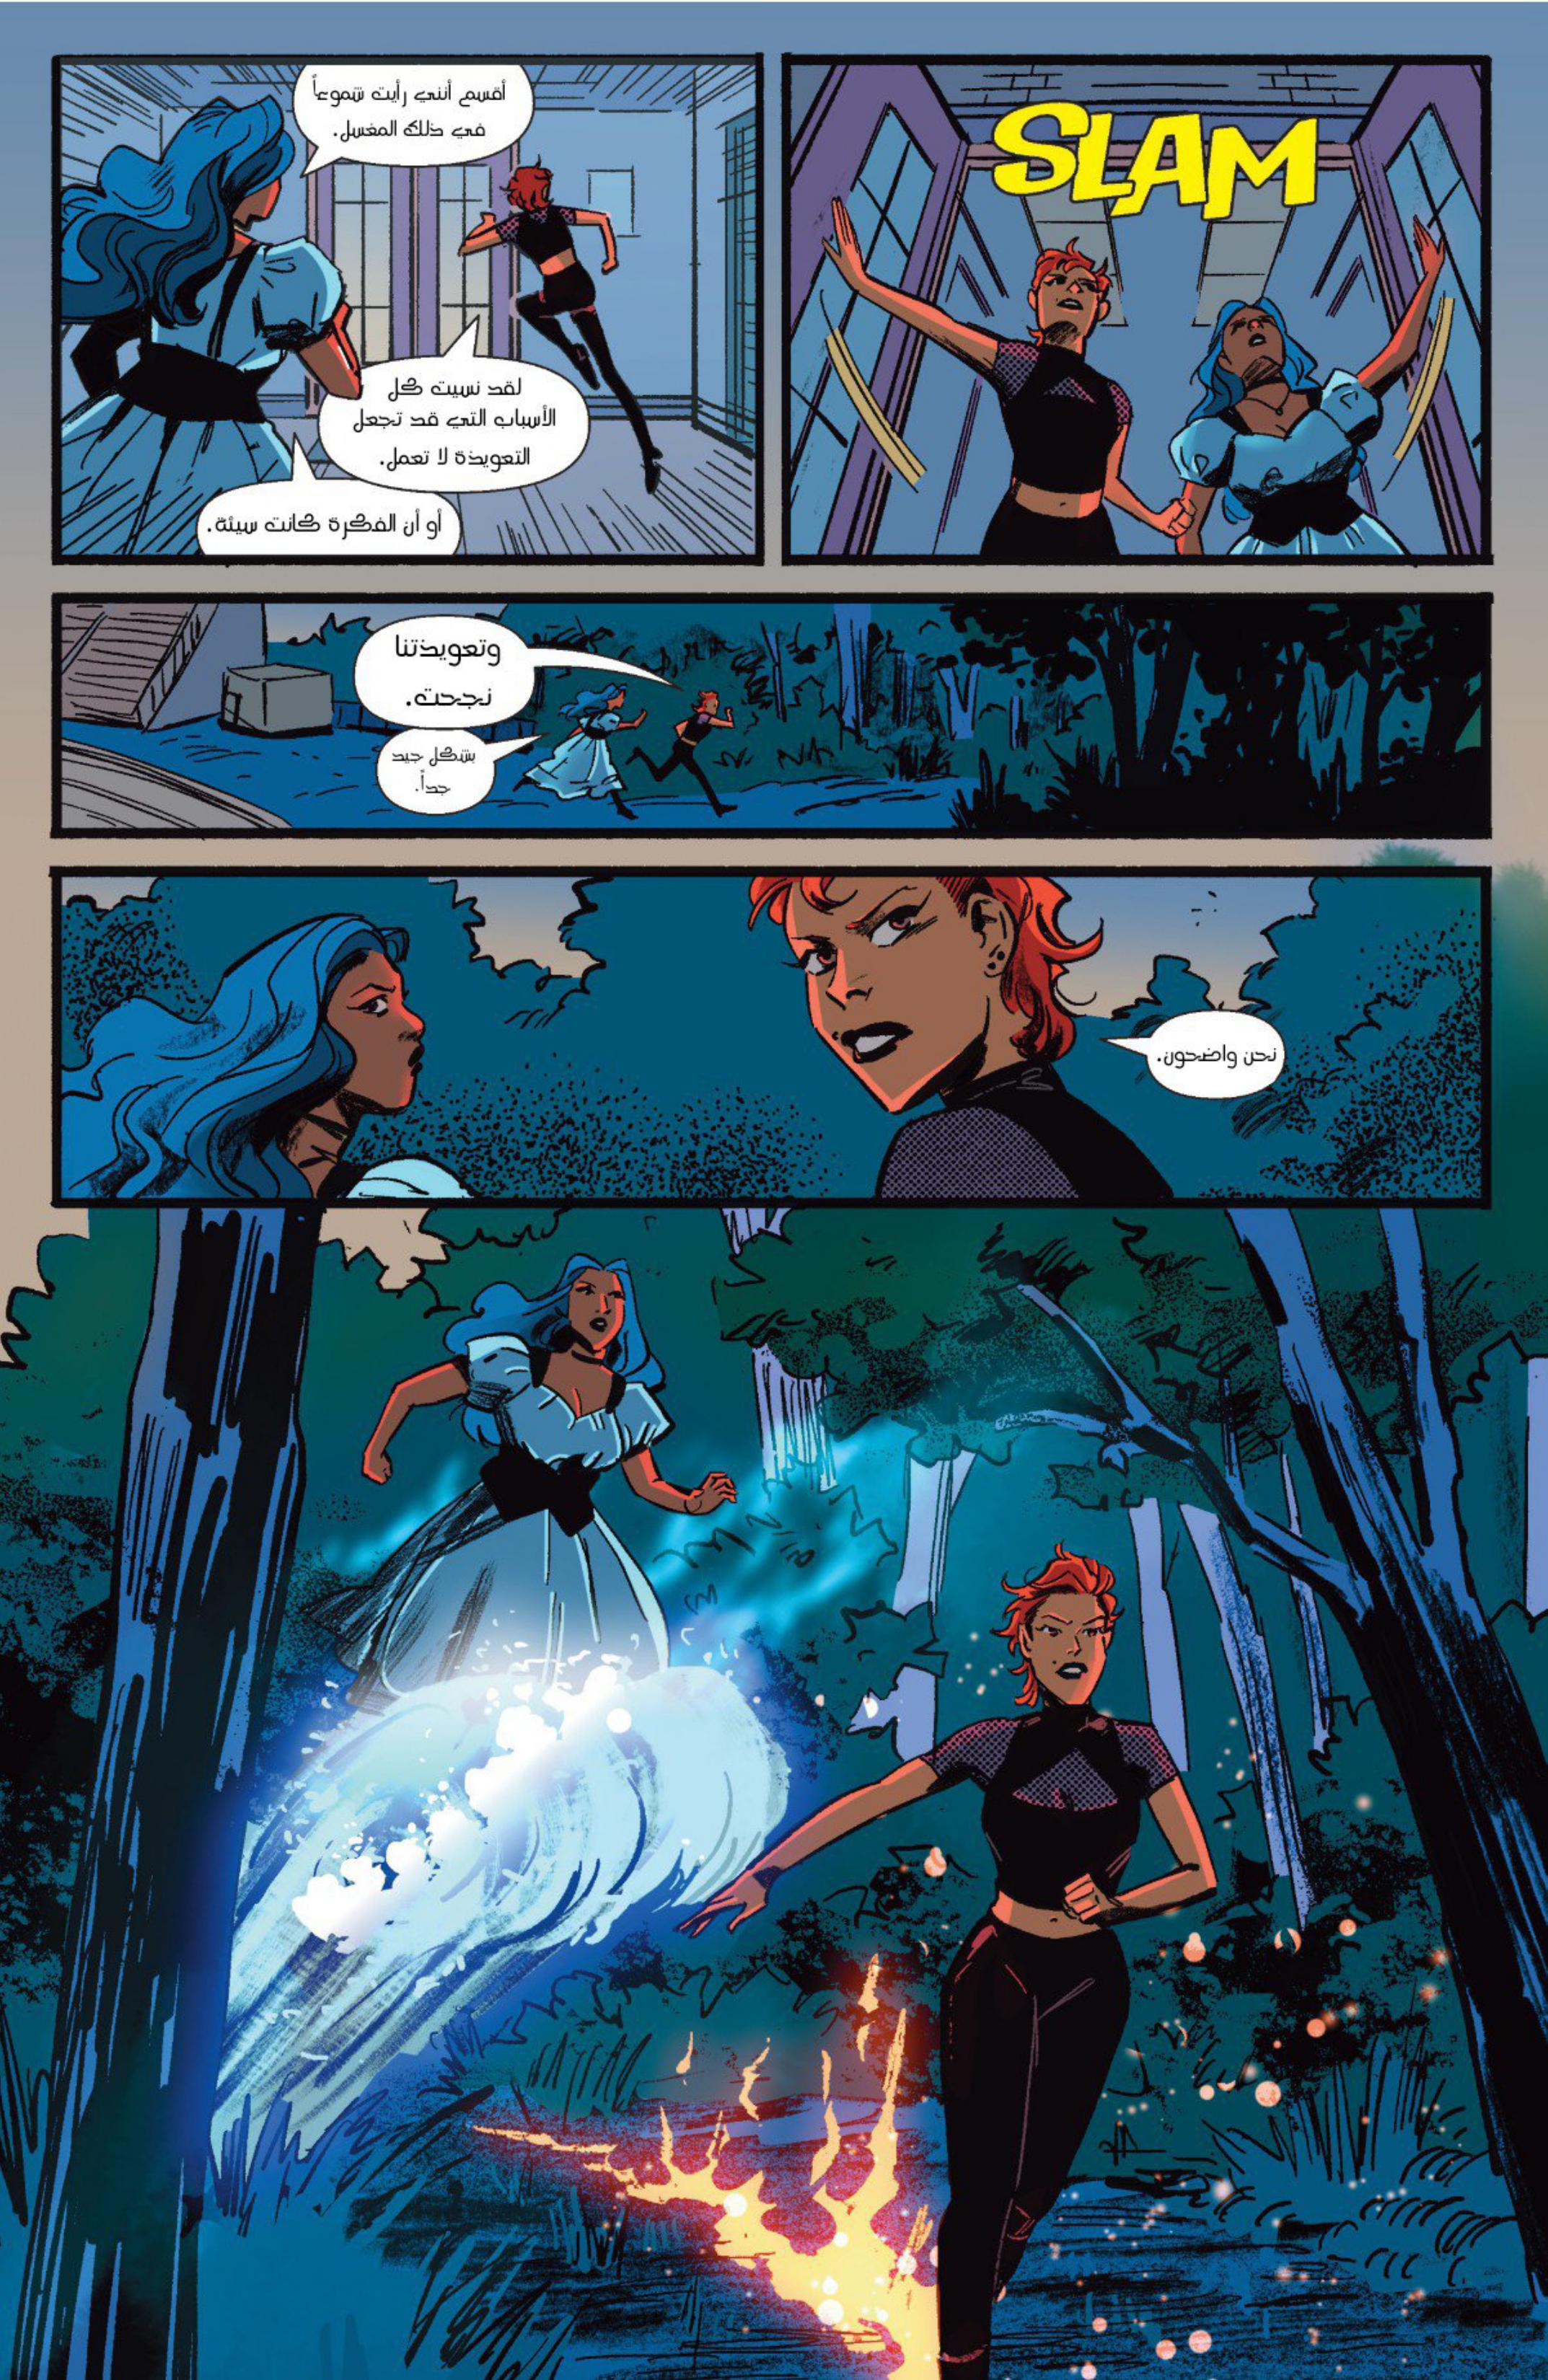 أقسم أنني رأيت شموعاً
في ذلك المغسل.
لقد نسيت كل
الأسباب التي قد تجعل
التعويذة لا تعمل.
أو أن الفكرة كانت سيئة.
SLAM
وتعويذتنا
نجحت.
بشكل جيد
جداً.
نحن واضحون.